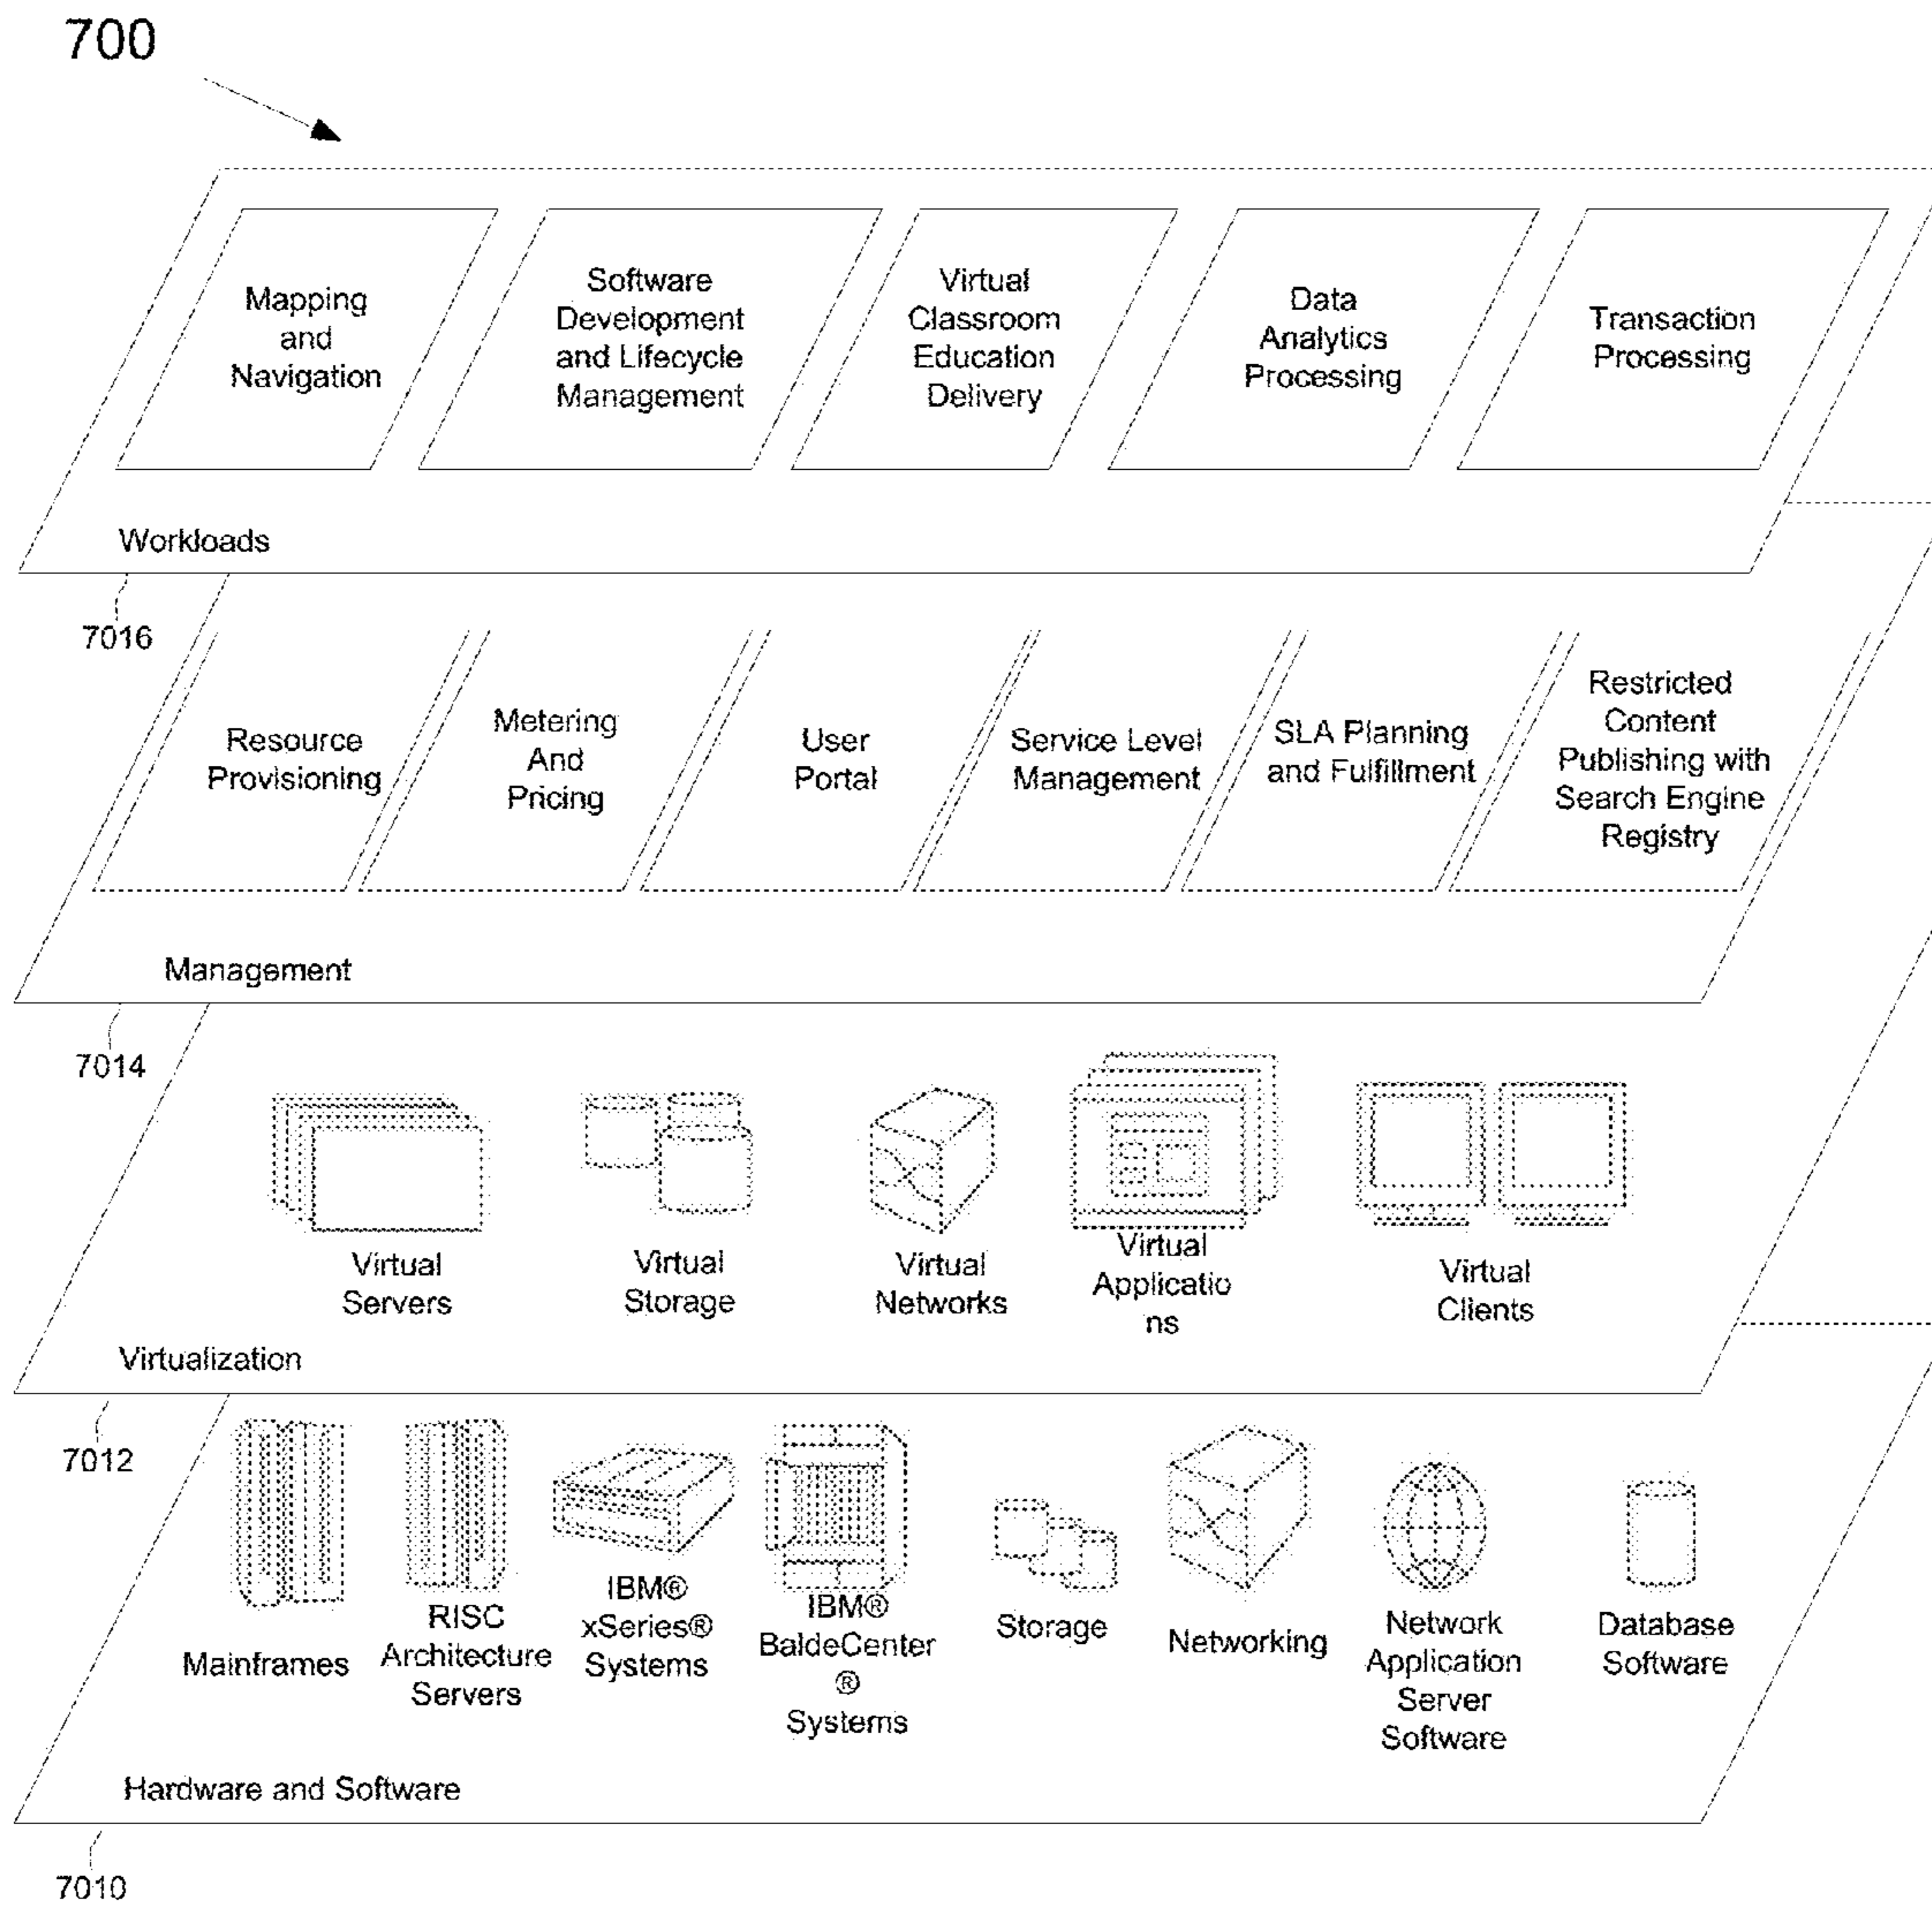 700
Mapping
and
Navigation
Software
Development
and Lifecycle
Management
Virtual
Classroom
Education
Delivery
Data
Analytics
Processing
Transaction
Processing
Workloads
7016
Resource
Provisioning
Metering
And
Pricing
User
Portal
Service Level
Management
SLA Planning
and Fulfillment
Restricted
Content
Publishing with
Search Engine
Registry
Management
7014
Virtual
Servers
Virtual
Storage
Virtual
Networks
Virtual
Applicatio
ns
Virtual
Clients
Virtualization
7012
Mainframes
RISC
Architecture
Servers
IBM®
xSeries®
Systems
IBM®
BaldeCenter
®
Systems
Storage
Networking
Network
Application
Server
Software
Database
Software
Hardware and Software
7010